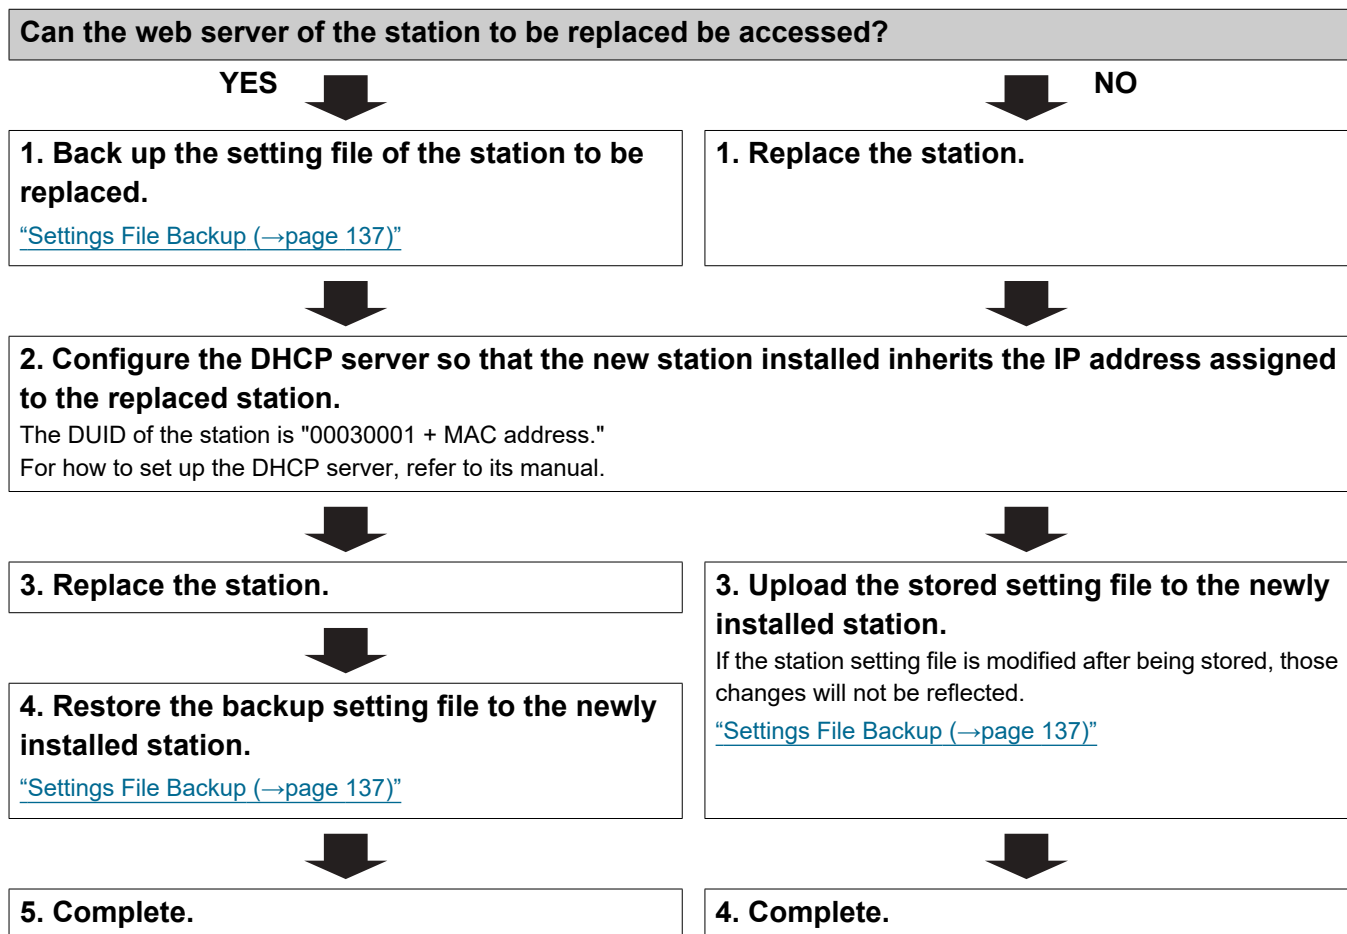 Can the web server of the station to be replaced be accessed?
YES
NO
1. Back up the setting file of the station to be
replaced.
“Settings File Backup (→page 137)”
1. Replace the station.
2. Configure the DHCP server so that the new station installed inherits the IP address assigned
to the replaced station.
The DUID of the station is "00030001 + MAC address."
For how to set up the DHCP server, refer to its manual.
3. Replace the station.
4. Restore the backup setting file to the newly
installed station.
“Settings File Backup (→page 137)”
3. Upload the stored setting file to the newly
installed station.
If the station setting file is modified after being stored, those
changes will not be reflected.
“Settings File Backup (→page 137)”
5. Complete.
4. Complete.